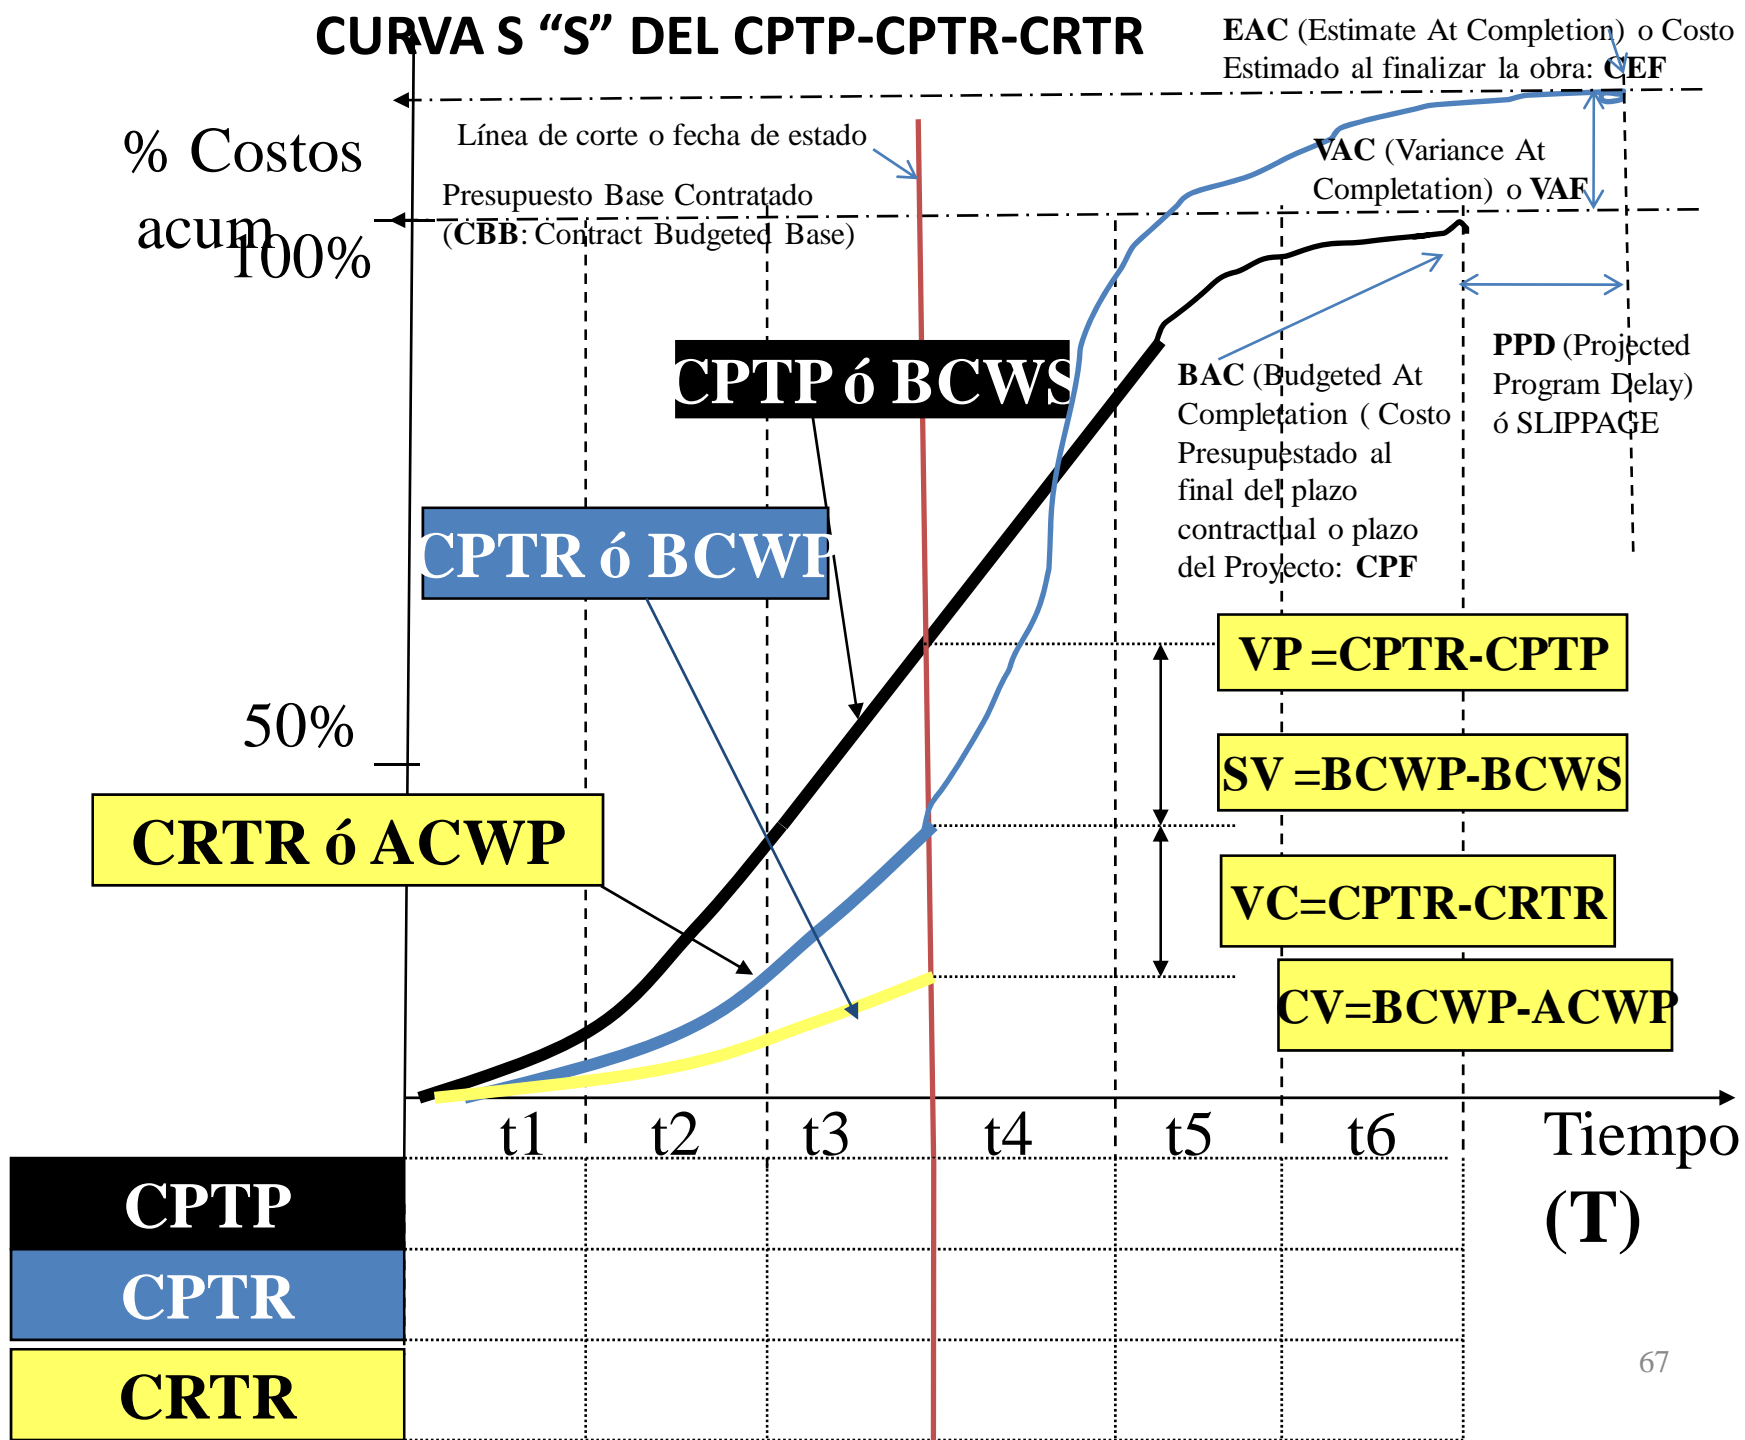 CURVA S “S” DEL CPTP-CPTR-CRTR
EAC (Estimate At Completion) o Costo
Estimado al finalizar la obra: CEF
% Costos
acum
100%
Línea de corte o fecha de estado
Presupuesto Base Contratado
(CBB: Contract Budgeted Base)
VAC (Variance At
Completation) o VAF
CPTP ó BCWS
BAC (Budgeted At
Completation ( Costo
Presupuestado al
final del plazo
contractual o plazo
del Proyecto: CPF
PPD (Projected
Program Delay)
ó SLIPPAGE
CPTR ó BCWP
VP =CPTR-CPTP
50%
SV =BCWP-BCWS
CRTR ó ACWP
VC=CPTR-CRTR
CV=BCWP-ACWP
t1 t2 t3 t4 t5 t6 Tiempo
(T)
CPTP
CPTR
CRTR
67